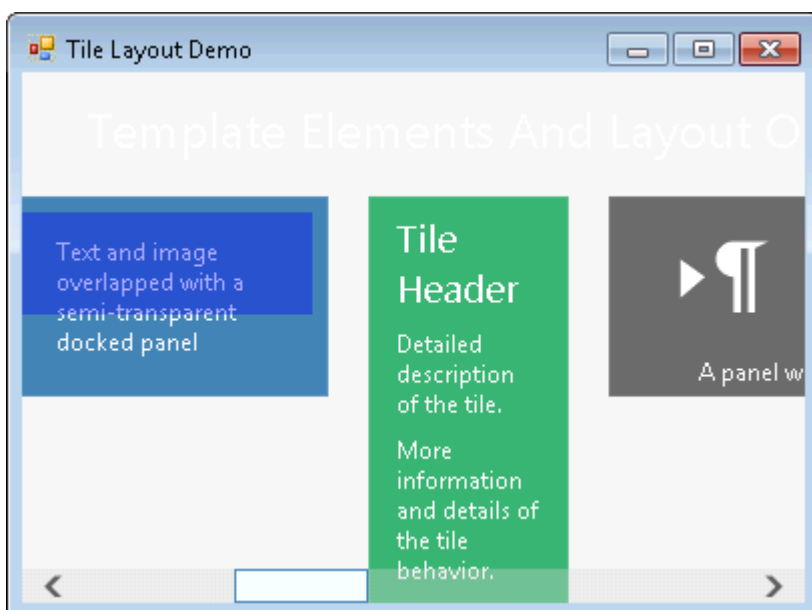 Tile Layout Demo
Template Elements And Layout O
Text and image
overlapped with a
semi-transparent
docked panel
Tile
Header
Detailed
description
of the tile.
More
information
and details of
the tile
behavior.
¶
A panel w